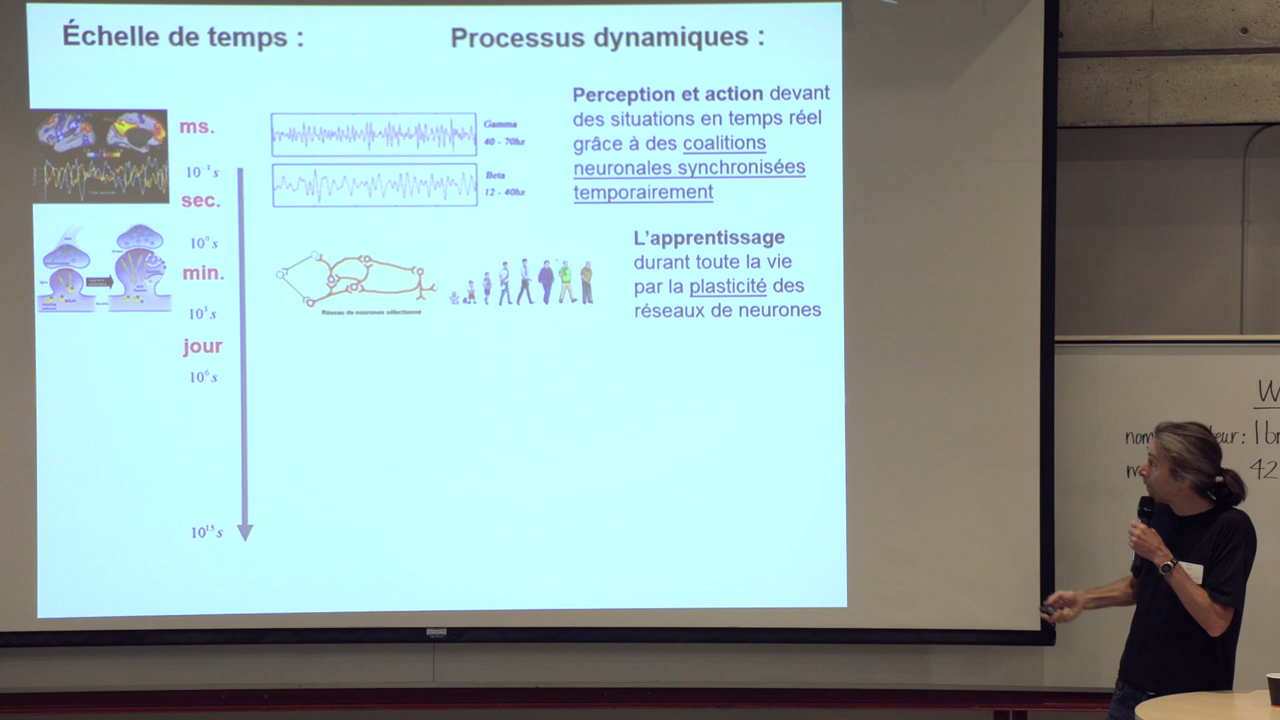 Échelle de temps :
Processus dynamiques :
ms.
10⁻³ s
sec.
10⁰ s
min.
10³ s
jour
10⁶ s
10¹⁵ s
Gamma
40 - 70hz
Beta
12 - 40hz
Perception et action devant
des situations en temps réel
grâce à des coalitions
neuronales synchronisées
temporairement
Réseau de neurones sélectionné
L'apprentissage
durant toute la vie
par la plasticité des
réseaux de neurones
W
42